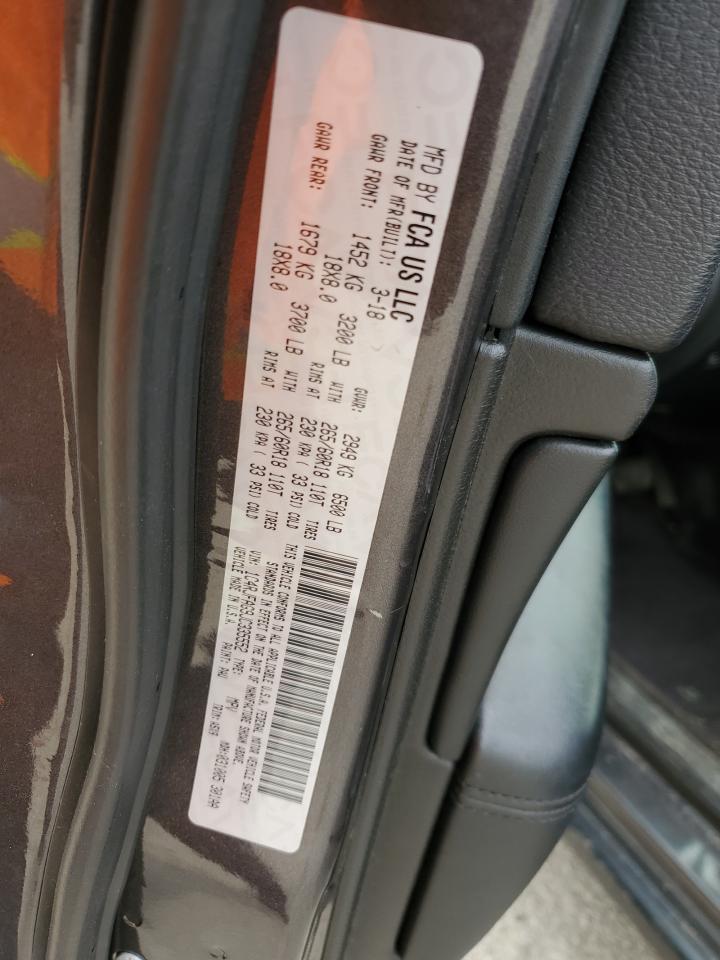 MFD BY FCA US LLC
DATE OF MFR(BUILT): 3-18 GVWR: 2949 KG 6500 LB
GAWR FRONT: 1452 KG 3200 LB WITH 265/60R18 110T TIRES
18X8.0 RIMS AT 230 KPA ( 33 PSI) COLD
GAWR REAR: 1679 KG 3700 LB WITH 265/60R18 110T TIRES
18X8.0 RIMS AT 230 KPA ( 33 PSI) COLD
THIS VEHICLE CONFORMS TO ALL APPLICABLE U.S.A. FEDERAL MOTOR VEHICLE SAFETY
STANDARDS IN EFFECT ON THE DATE OF MANUFACTURE SHOWN ABOVE.
VIN: 1C4RJFAG9JC335552 TYPE: MPV
VEHICLE MADE IN U.S.A. PAINT: PAU